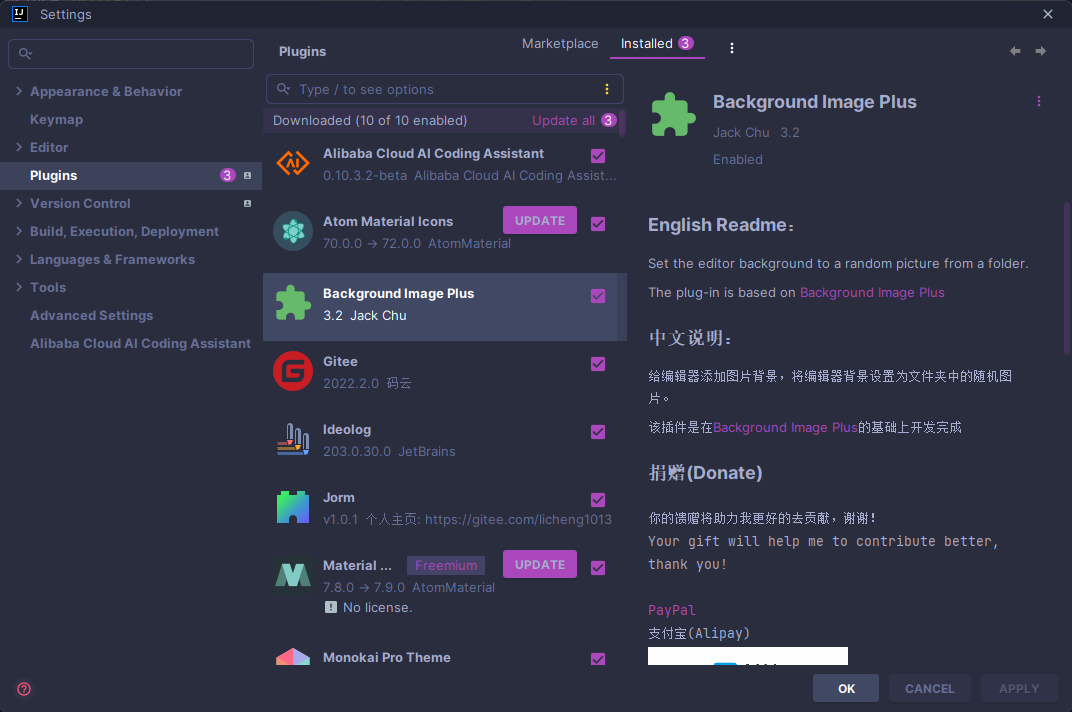 Settings
Appearance & Behavior
Keymap
Editor
Plugins 3
Version Control
Build, Execution, Deployment
Languages & Frameworks
Tools
Advanced Settings
Alibaba Cloud AI Coding Assistant
Plugins
Marketplace
Installed 3
Type / to see options
Downloaded (10 of 10 enabled) Update all 3
Alibaba Cloud AI Coding Assistant
0.10.3.2-beta Alibaba Cloud AI Coding Assist...
Atom Material Icons UPDATE
70.0.0 → 72.0.0 AtomMaterial
Background Image Plus
3.2 Jack Chu
Gitee
2022.2.0 码云
Ideolog
203.0.30.0 JetBrains
Jorm
v1.0.1 个人主页: https://gitee.com/licheng1013
Material ... Freemium UPDATE
7.8.0 → 7.9.0 AtomMaterial
No license.
Monokai Pro Theme
Background Image Plus
Jack Chu 3.2
Enabled
English Readme：
Set the editor background to a random picture from a folder.
The plug-in is based on Background Image Plus
中文说明：
给编辑器添加图片背景，将编辑器背景设置为文件夹中的随机图
片。
该插件是在Background Image Plus的基础上开发完成
捐赠(Donate)
你的馈赠将助力我更好的去贡献，谢谢！
Your gift will help me to contribute better,
thank you!
PayPal
支付宝(Alipay)
OK
CANCEL
APPLY